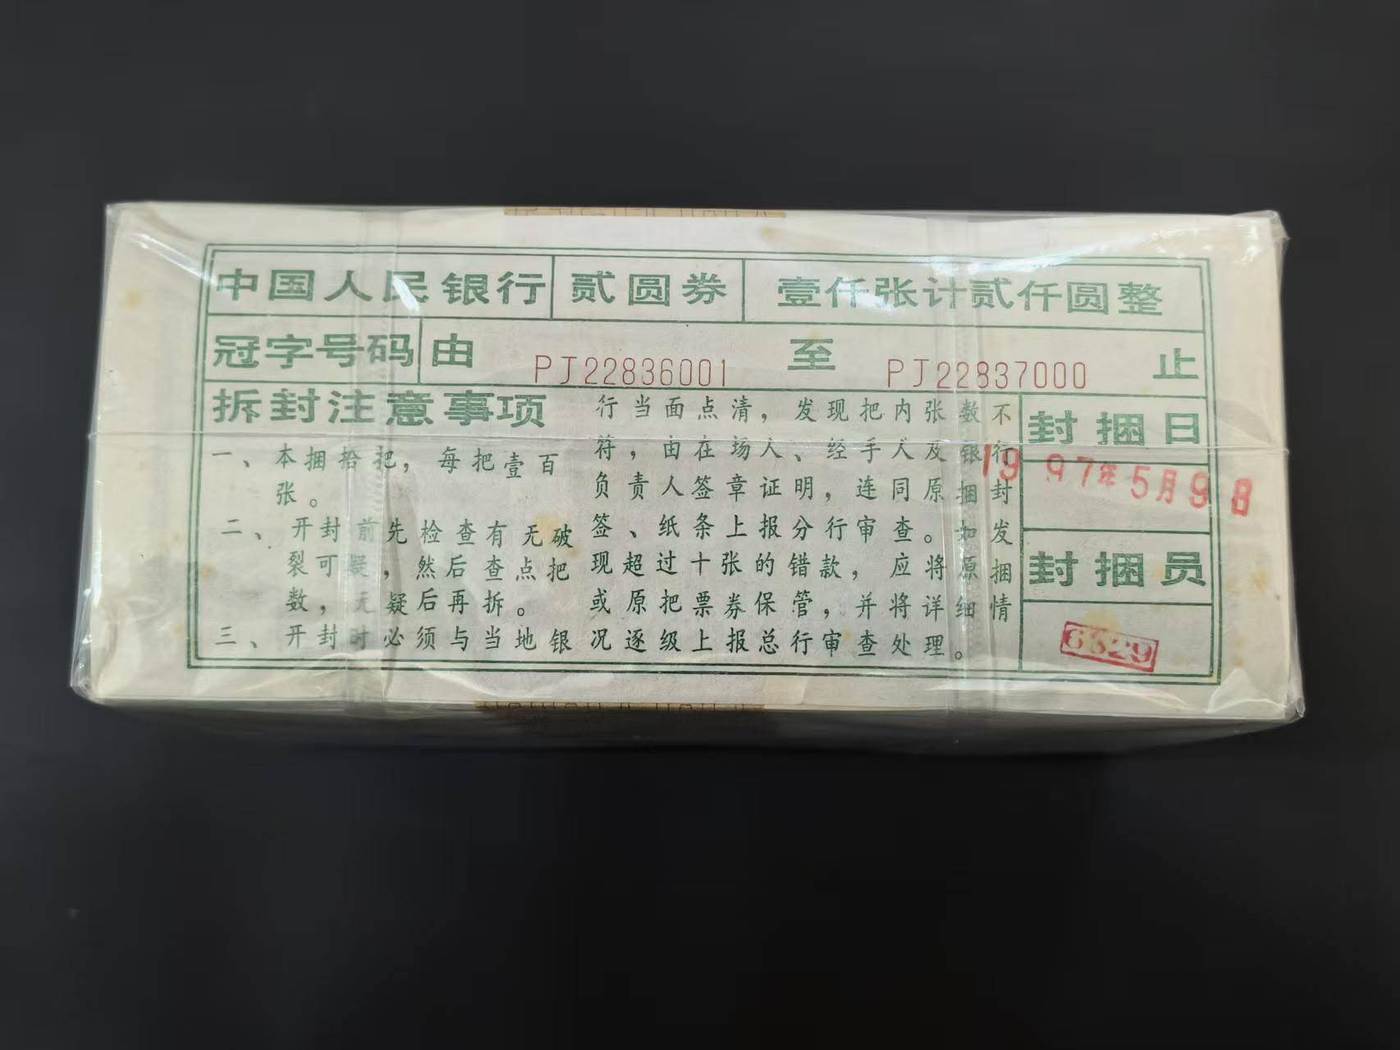 中国人民银行 贰圆券 壹仟张计贰仟圆整
冠字号码 由 PJ22836001 至 PJ22837000 止
拆封注意事项
一、本捆拾把，每把壹百
张。
二、开封前先检查有无破
裂可疑，然后查点把
数，无疑后再拆。
三、开封时必须与当地银
行当面点清，发现把内张数不
符，由在场人、经手人及银行
负责人签章证明，连同原捆封
签、纸条上报分行审查。如发
现超过十张的错款，应将原捆
或原把票券保管，并将详细情
况逐级上报总行审查处理。
封捆日
1997年5月9 8
封捆员
6829